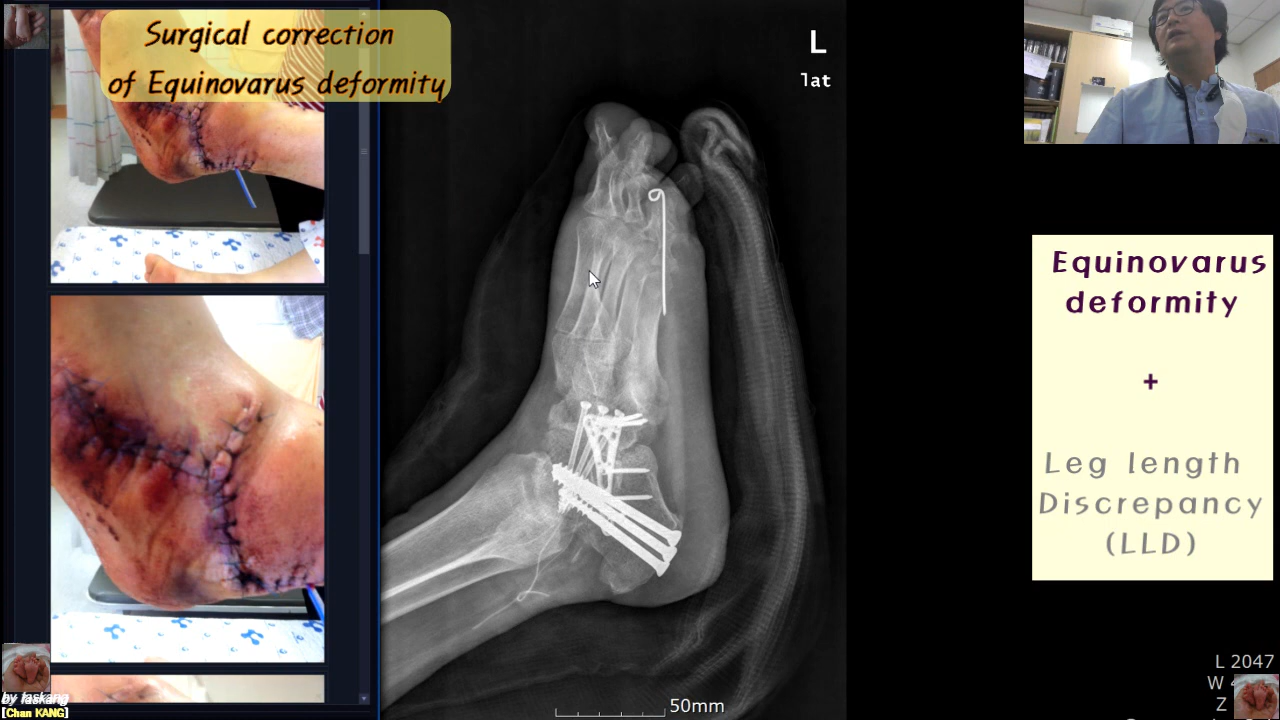 Surgical correction
of Equinovarus deformity
L
lat
Equinovarus
deformity
+
Leg length
Discrepancy
(LLD)
L 2047
W
Z
50mm
by faskang
[Chan KANG]